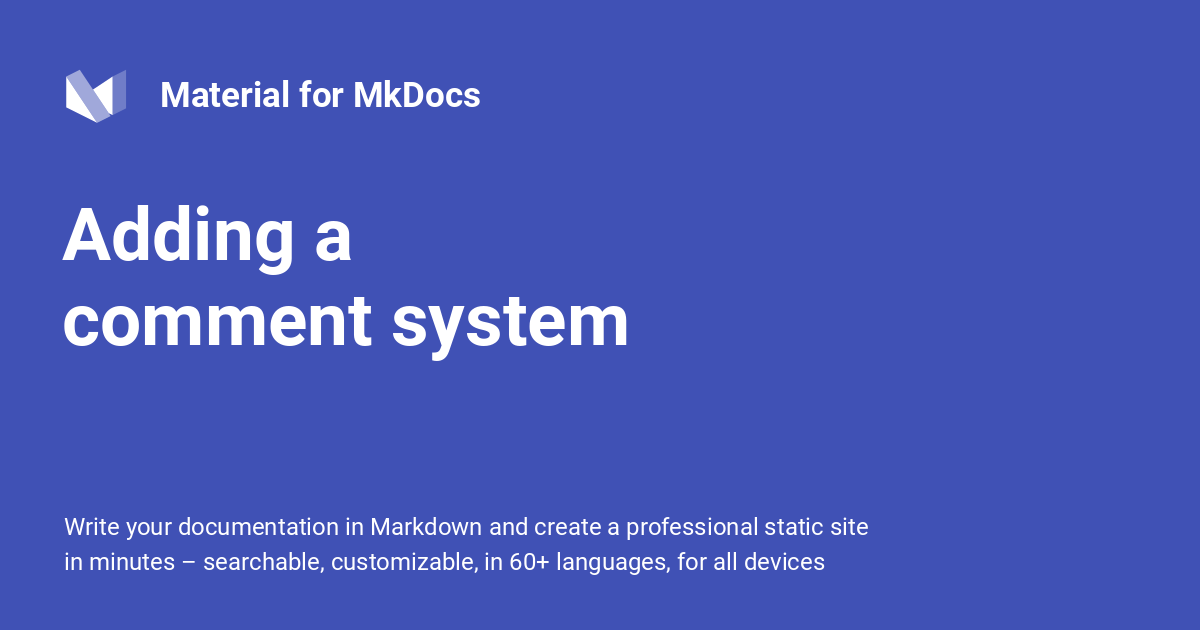 Material for MkDocs
Adding a
comment system
Write your documentation in Markdown and create a professional static site
in minutes – searchable, customizable, in 60+ languages, for all devices